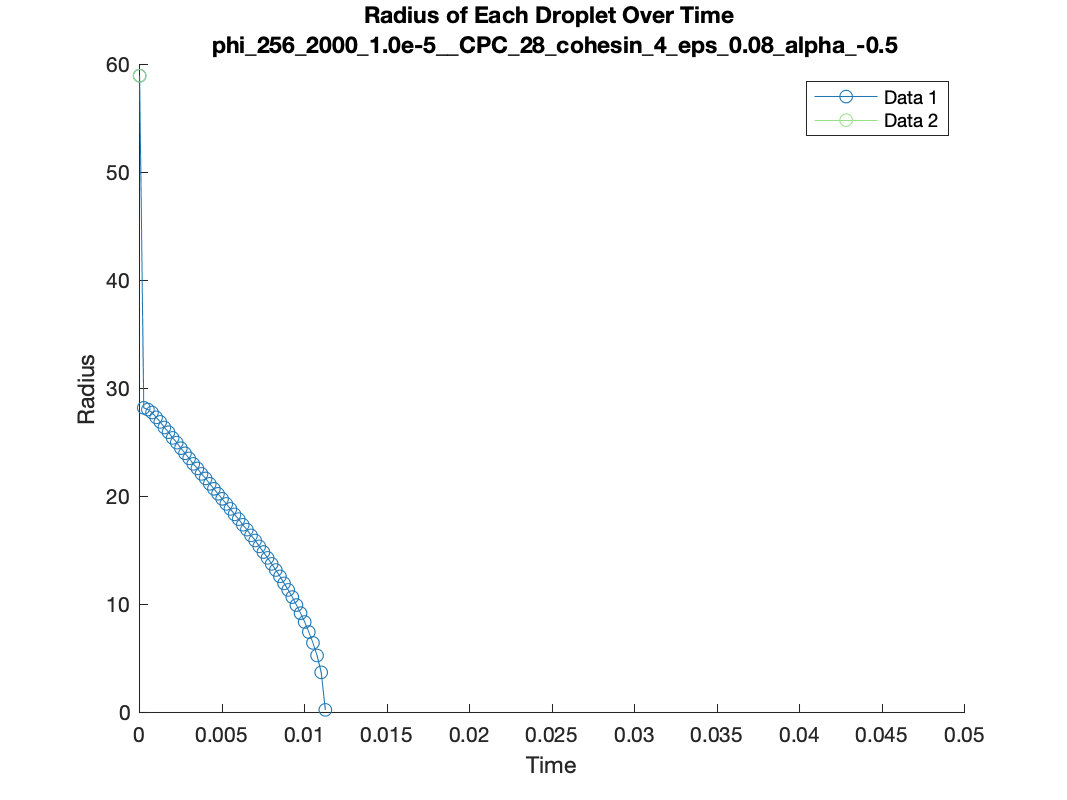 Radius of Each Droplet Over Time
phi_256_2000_1.0e-5__CPC_28_cohesin_4_eps_0.08_alpha_-0.5
Data 1
Data 2
60
50
40
30
20
10
0
Radius
0 0.005 0.01 0.015 0.02 0.025 0.03 0.035 0.04 0.045 0.05
Time